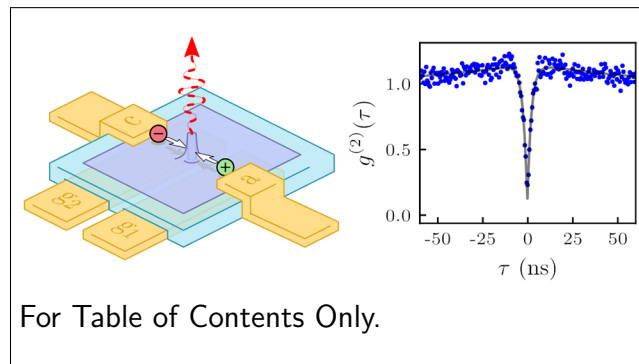 c
−
+
a
g2
g1
g(2)(τ)
1.0
0.5
0.0
-50 -25 0 25 50
τ (ns)
For Table of Contents Only.